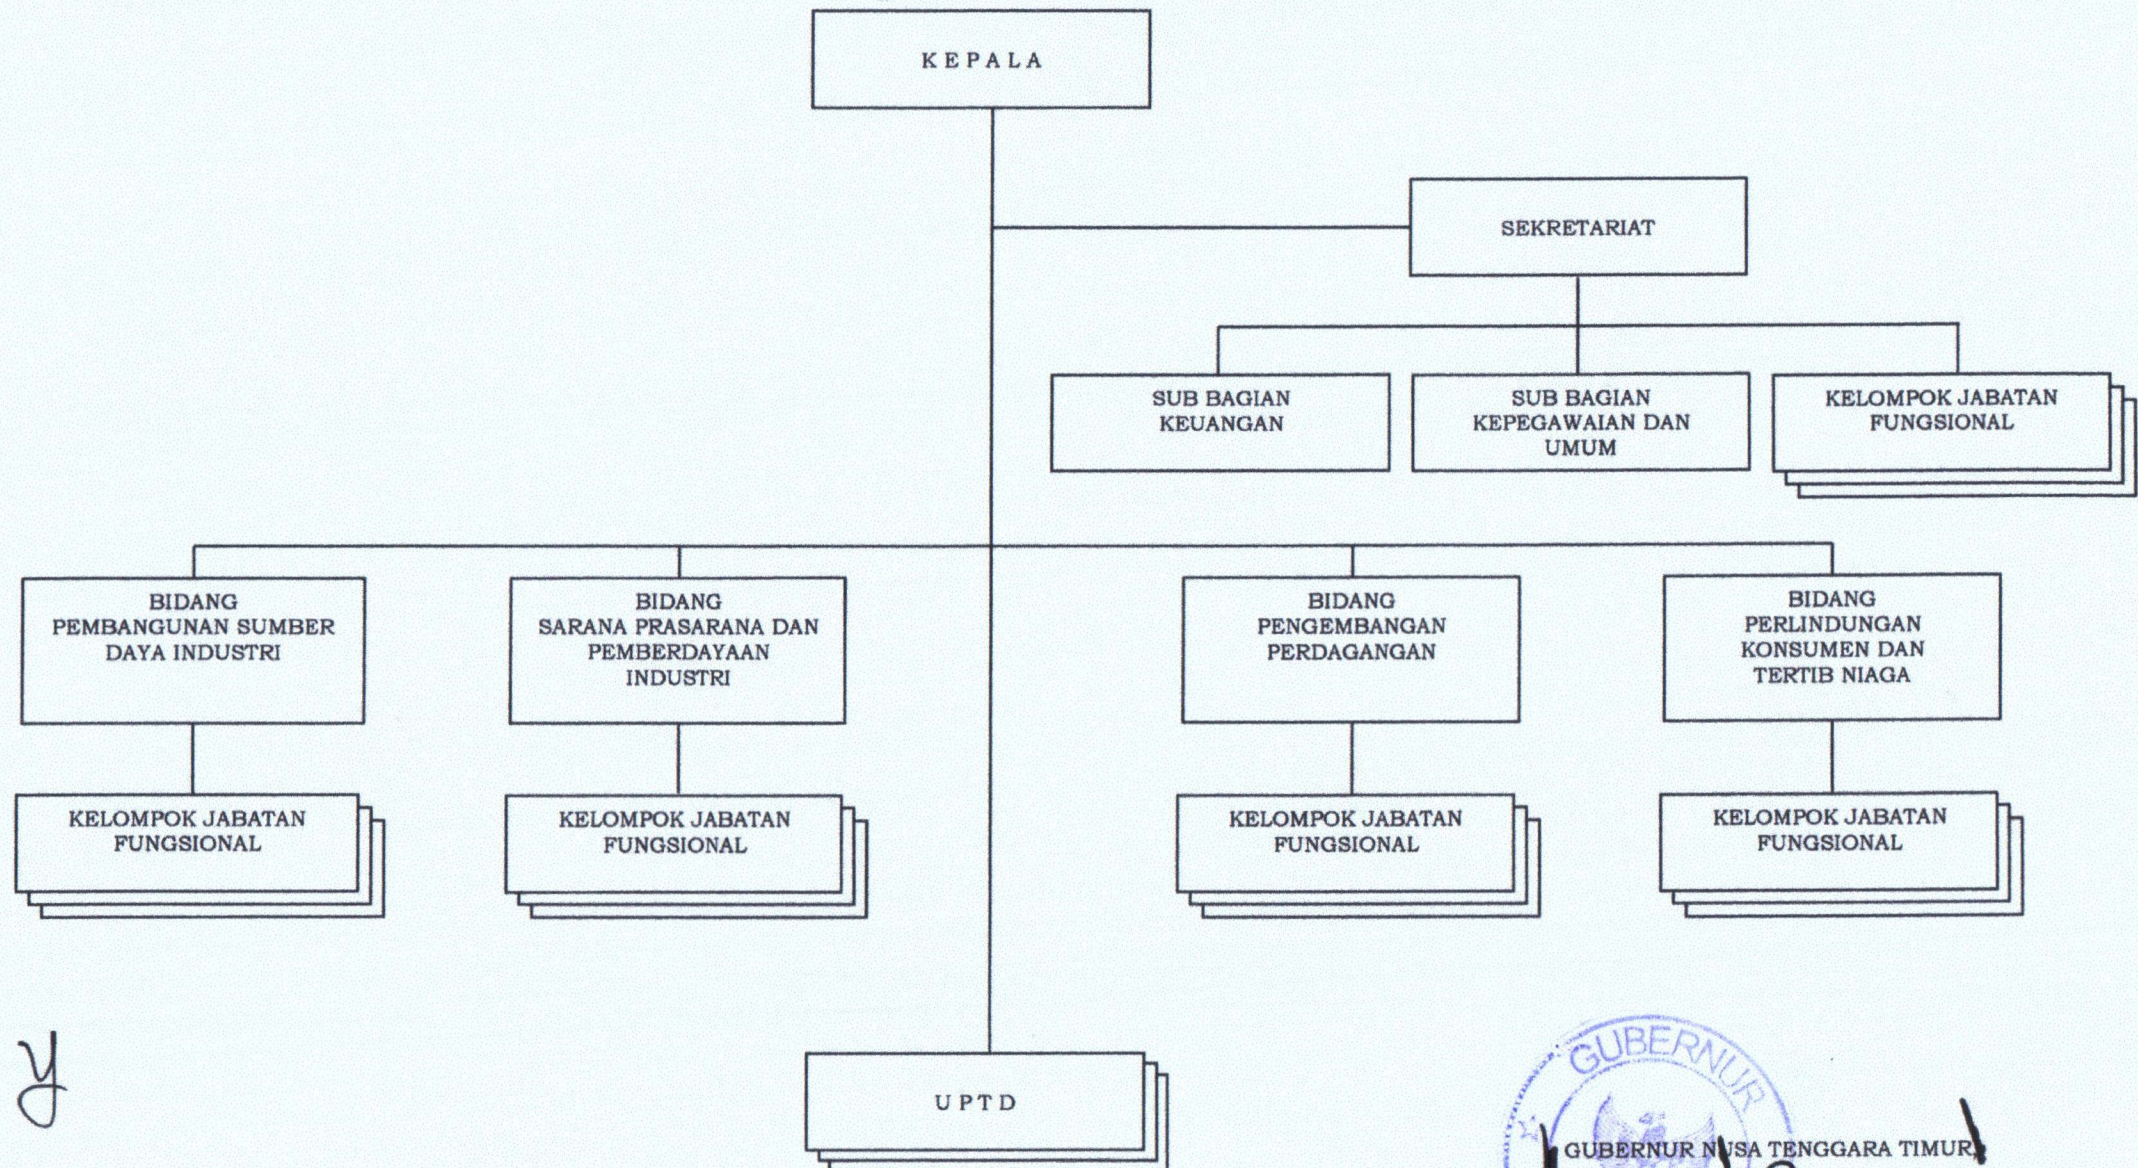 K E P A L A
SEKRETARIAT
SUB BAGIAN
KEUANGAN
SUB BAGIAN
KEPEGAWAIAN DAN
UMUM
KELOMPOK JABATAN
FUNGSIONAL
BIDANG
PEMBANGUNAN SUMBER
DAYA INDUSTRI
BIDANG
SARANA PRASARANA DAN
PEMBERDAYAAN
INDUSTRI
BIDANG
PENGEMBANGAN
PERDAGANGAN
BIDANG
PERLINDUNGAN
KONSUMEN DAN
TERTIB NIAGA
KELOMPOK JABATAN
FUNGSIONAL
KELOMPOK JABATAN
FUNGSIONAL
KELOMPOK JABATAN
FUNGSIONAL
KELOMPOK JABATAN
FUNGSIONAL
U P T D
GUBERNUR
GUBERNUR NUSA TENGGARA TIMUR,